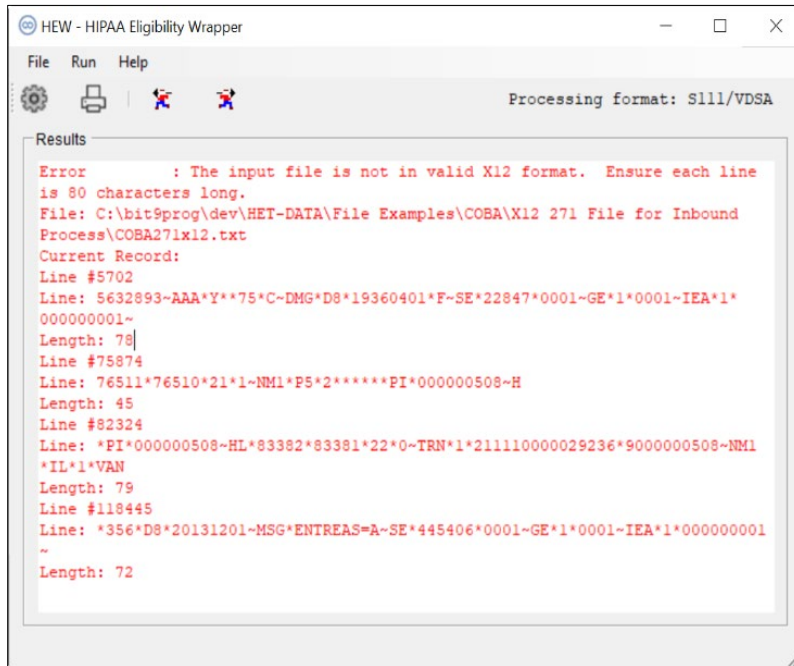 HEW - HIPAA Eligibility Wrapper
File Run Help
Processing format: S111/VDSA
Results
Error : The input file is not in valid X12 format. Ensure each line
is 80 characters long.
File: C:\bit9prog\dev\HET-DATA\File Examples\COBA\X12 271 File for Inbound
Process\COBA271x12.txt
Current Record:
Line #5702
Line: 5632893~AAA*Y**75*C~DMG*D8*19360401*F~SE*22847*0001~GE*1*0001~IEA*1*
000000001~
Length: 78
Line #75874
Line: 76511*76510*21*1~NM1*P5*2******PI*000000508~H
Length: 45
Line #82324
Line: *PI*000000508~HL*83382*83381*22*0~TRN*1*211110000029236*9000000508~NM1
*IL*1*VAN
Length: 79
Line #118445
Line: *356*D8*20131201~MSG*ENTREAS=A~SE*445406*0001~GE*1*0001~IEA*1*000000001
~
Length: 72